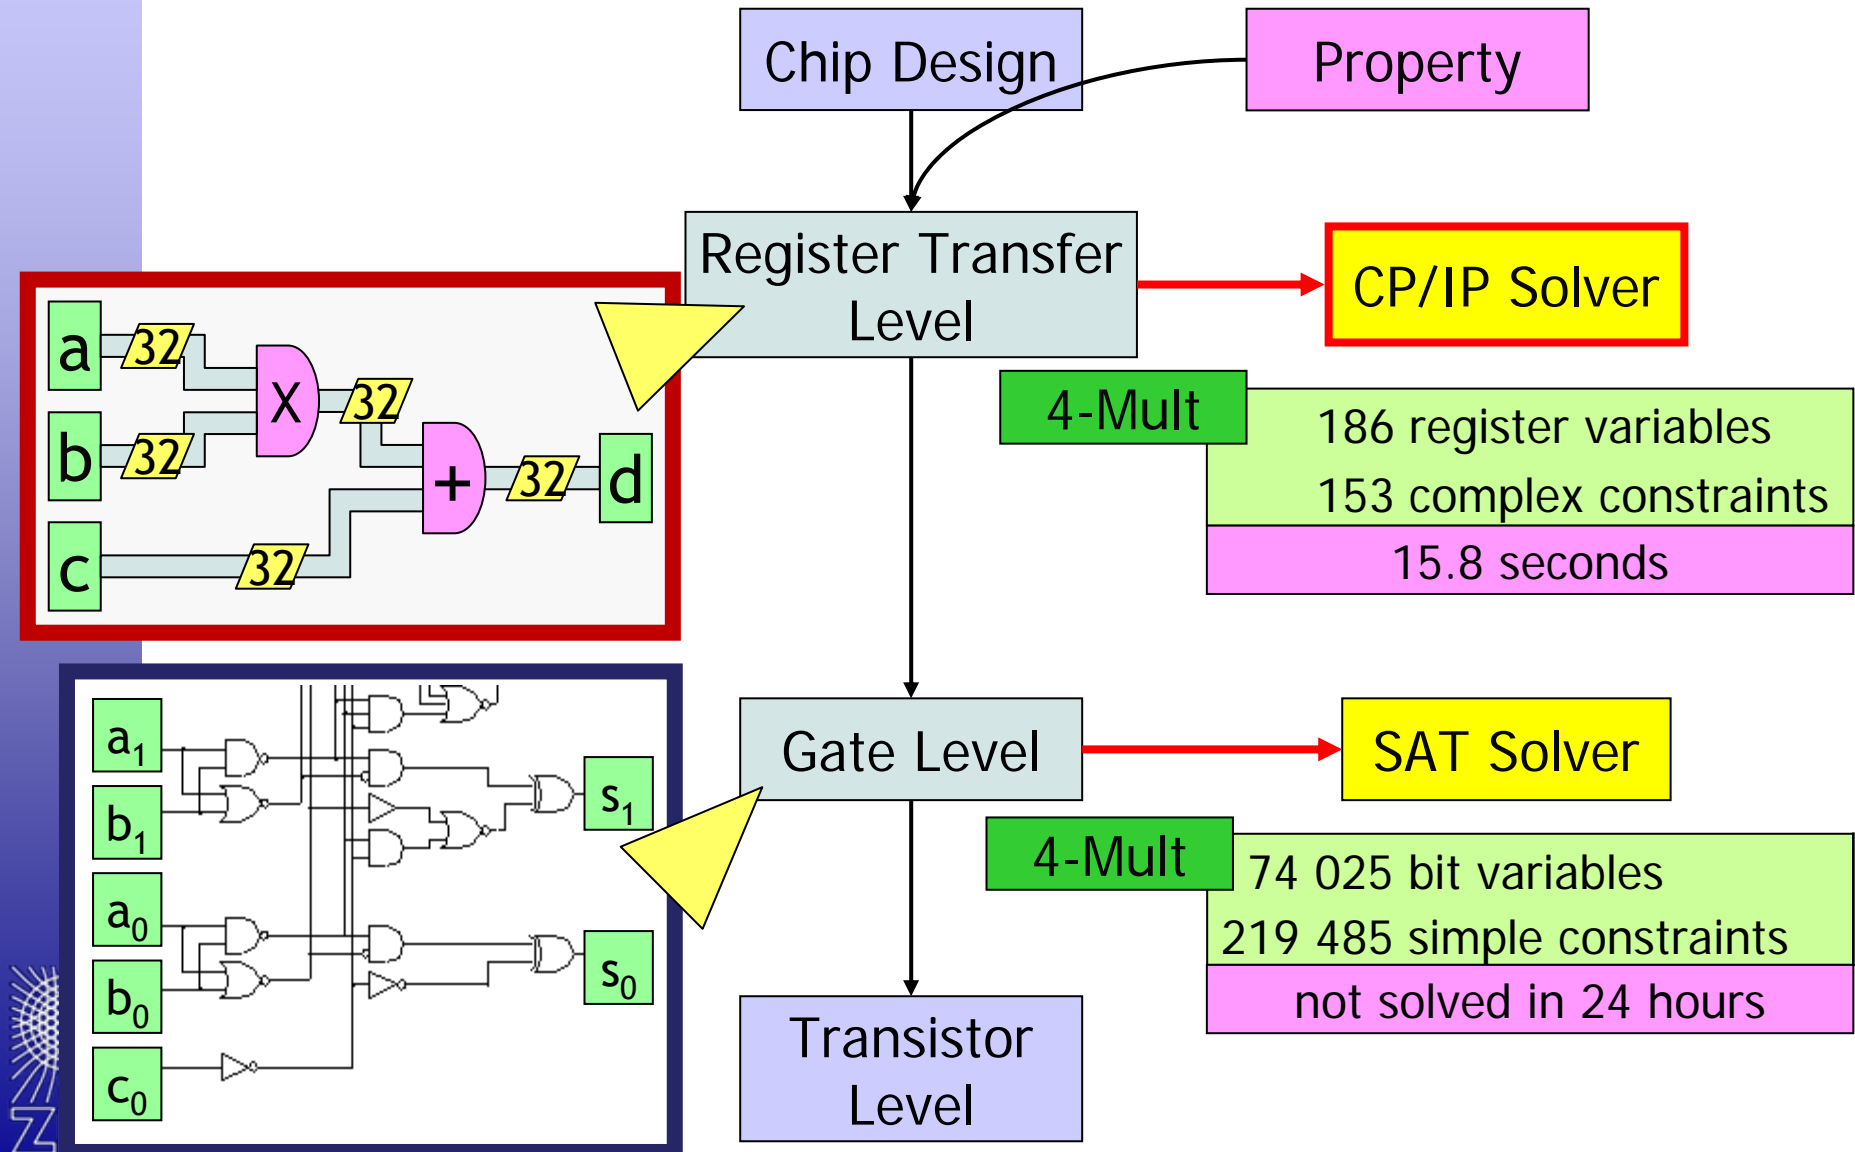 Chip Design
Property
Register Transfer
Level
CP/IP Solver
a
32
b
32
X
32
c
32
+
32
d
4-Mult
186 register variables
153 complex constraints
15.8 seconds
Gate Level
SAT Solver
a1
b1
a0
b0
c0
s1
s0
4-Mult
74 025 bit variables
219 485 simple constraints
not solved in 24 hours
Transistor
Level
Z